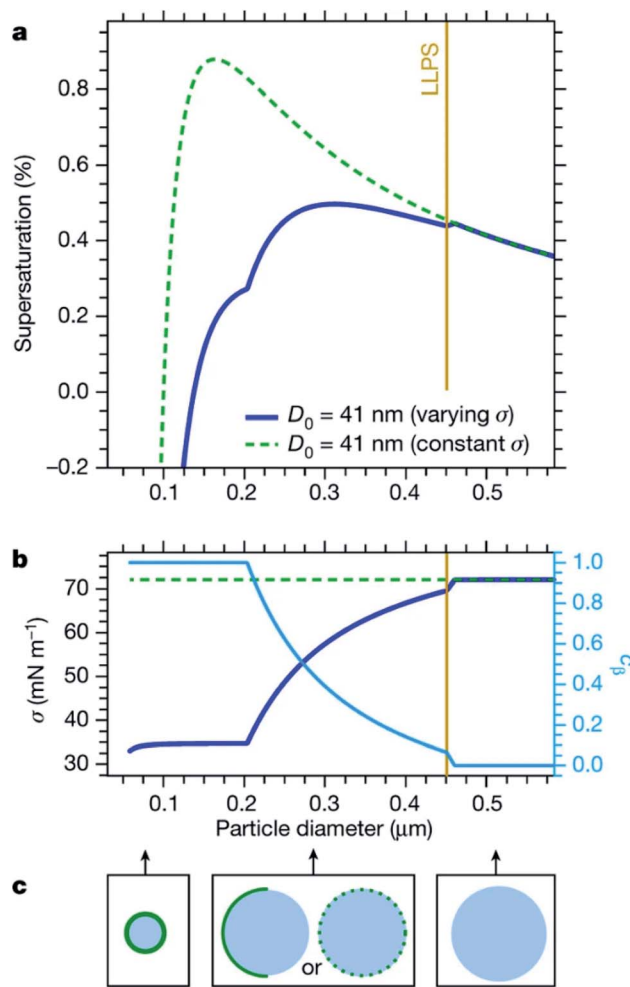 a
Supersaturation (%)
0.8
0.6
0.4
0.2
0.0
–0.2
LLPS
D0 = 41 nm (varying σ)
D0 = 41 nm (constant σ)
0.1 0.2 0.3 0.4 0.5
b
σ (mN m–1)
70
60
50
40
30
1.0
0.8
0.6
0.4
0.2
0.0
cβ
0.1 0.2 0.3 0.4 0.5
Particle diameter (μm)
c
or